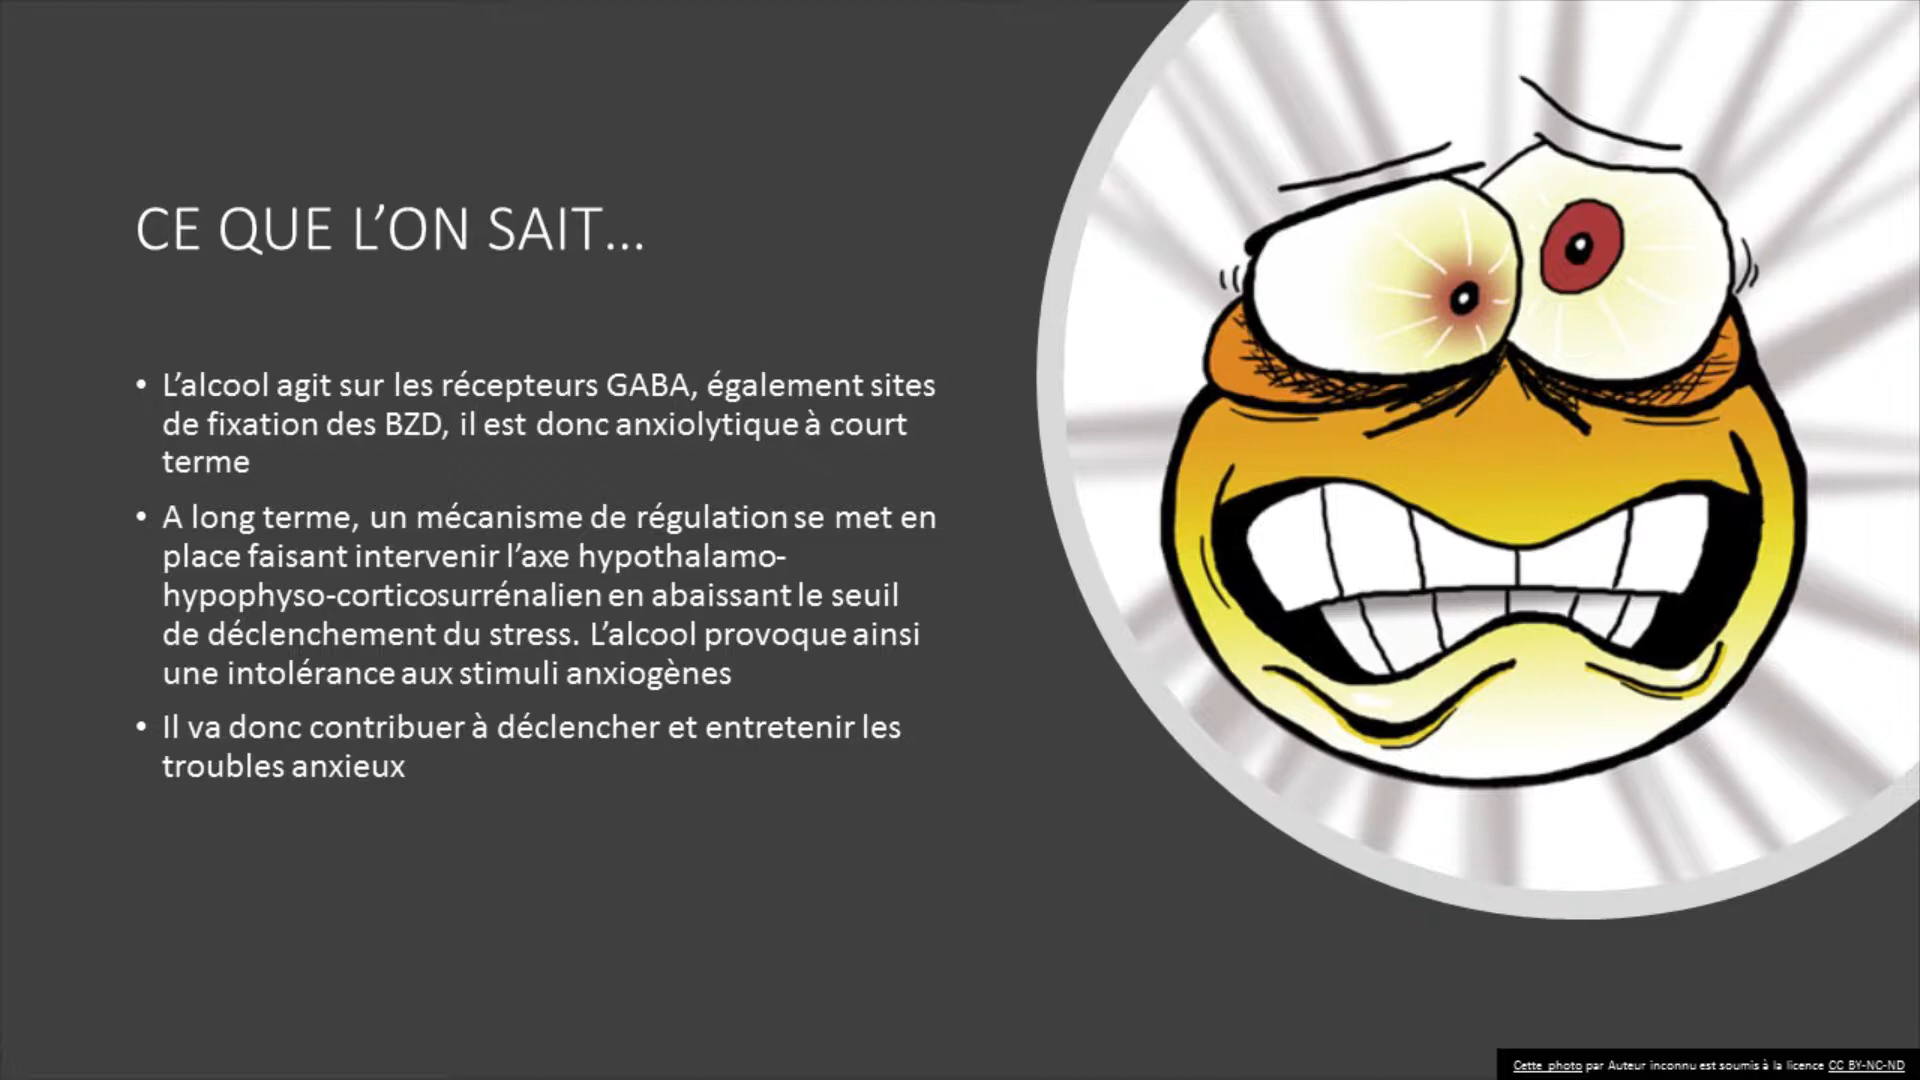 CE QUE L’ON SAIT…
• L’alcool agit sur les récepteurs GABA, également sites
de fixation des BZD, il est donc anxiolytique à court
terme
• A long terme, un mécanisme de régulation se met en
place faisant intervenir l’axe hypothalamo-
hypophyso-corticosurrénalien en abaissant le seuil
de déclenchement du stress. L’alcool provoque ainsi
une intolérance aux stimuli anxiogènes
• Il va donc contribuer à déclencher et entretenir les
troubles anxieux
Cette photo par Auteur inconnu est soumis à la licence CC BY-NC-ND